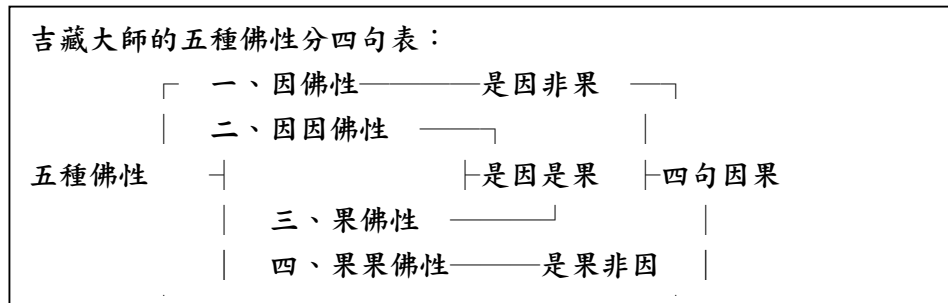 吉藏大師的五種佛性分四句表：
┌ 一、因佛性————是因非果 —┐
│ 二、因因佛性 ——┐ │
五種佛性 ┤ ├是因是果 ├四句因果
│ 三、果佛性 ———┘ │
│ 四、果果佛性———是果非因 │